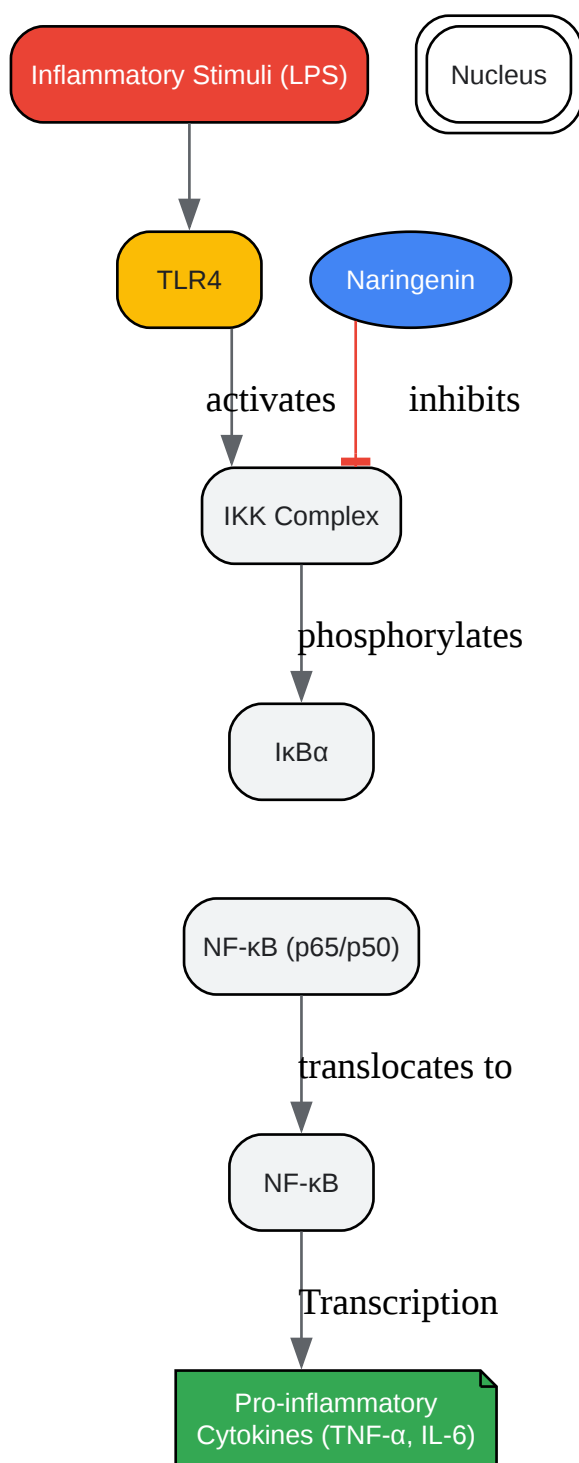 Inflammatory Stimuli (LPS)
Nucleus
TLR4
Naringenin
activates
inhibits
IKK Complex
phosphorylates
IκBα
NF-κB (p65/p50)
translocates to
NF-κB
Transcription
Pro-inflammatory
Cytokines (TNF-α, IL-6)